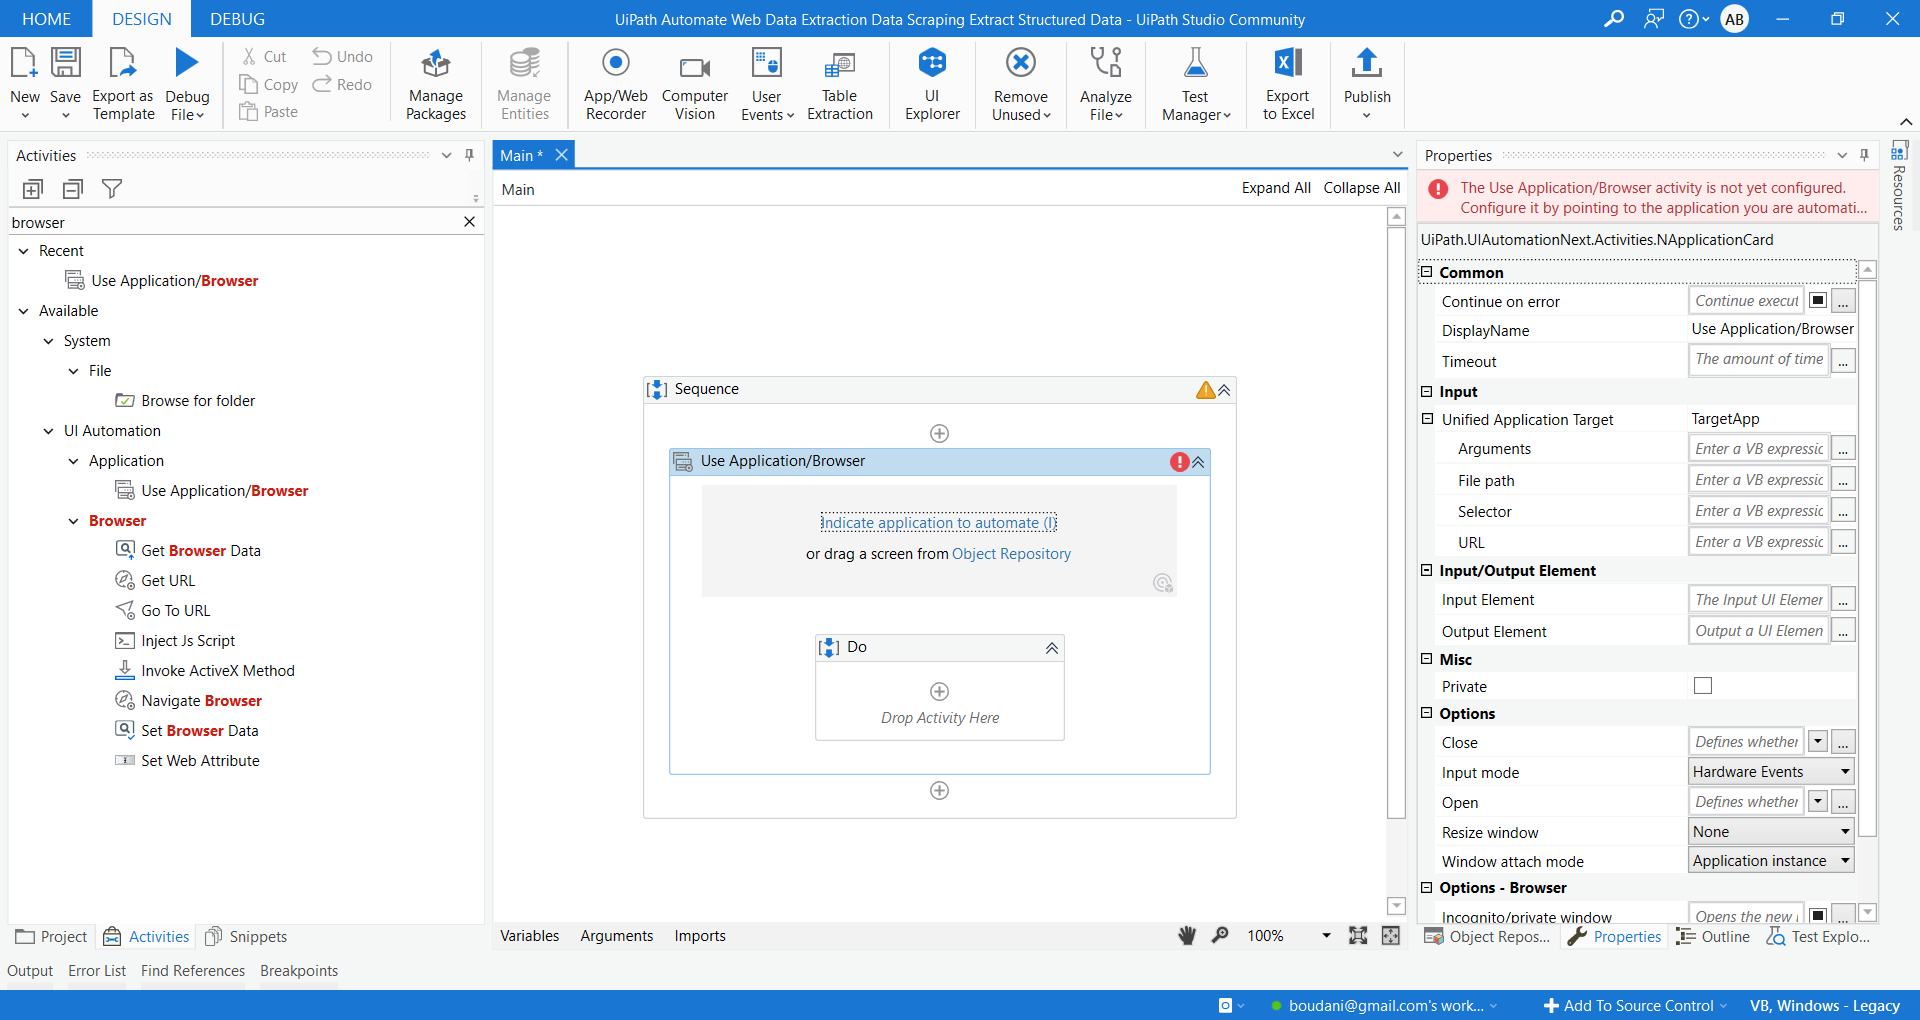 HOME DESIGN DEBUG
UiPath Automate Web Data Extraction Data Scraping Extract Structured Data - UiPath Studio Community
AB
New
Save
Export as Template
Debug File
Cut
Copy
Paste
Undo
Redo
Manage Packages
Manage Entities
App/Web Recorder
Computer Vision
User Events
Table Extraction
UI Explorer
Remove Unused
Analyze File
Test Manager
Export to Excel
Publish
Activities
browser
Recent
Use Application/Browser
Available
System
File
Browse for folder
UI Automation
Application
Use Application/Browser
Browser
Get Browser Data
Get URL
Go To URL
Inject Js Script
Invoke ActiveX Method
Navigate Browser
Set Browser Data
Set Web Attribute
Project Activities Snippets
Main *
Main
Expand All Collapse All
Sequence
Use Application/Browser
Indicate application to automate (I)
or drag a screen from Object Repository
Do
Drop Activity Here
Variables Arguments Imports
100%
Properties
The Use Application/Browser activity is not yet configured.
Configure it by pointing to the application you are automati...
UiPath.UIAutomationNext.Activities.NApplicationCard
Common
Continue on error Continue execut ...
DisplayName Use Application/Browser
Timeout The amount of time ...
Input
Unified Application Target TargetApp
Arguments Enter a VB expressic ...
File path Enter a VB expressic ...
Selector Enter a VB expressic ...
URL Enter a VB expressic ...
Input/Output Element
Input Element The Input UI Elemer ...
Output Element Output a UI Elemen ...
Misc
Private
Options
Close Defines whether ...
Input mode Hardware Events
Open Defines whether ...
Resize window None
Window attach mode Application instance
Options - Browser
Incognito/private window Opens the new ...
Object Repos... Properties Outline Test Explo...
Resources
Output Error List Find References Breakpoints
boudani@gmail.com's work... Add To Source Control VB, Windows - Legacy